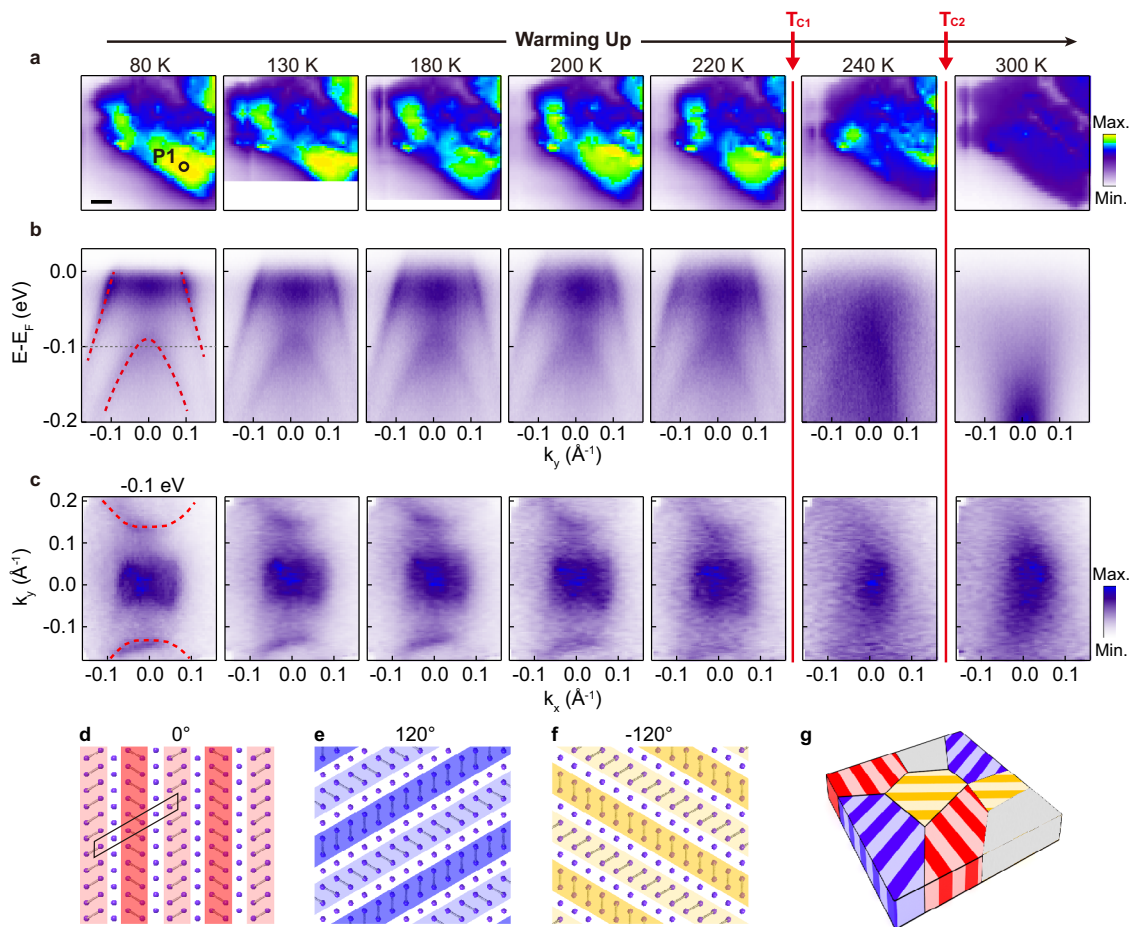 T_C1 T_C2
Warming Up
a 80 K 130 K 180 K 200 K 220 K 240 K 300 K
P1
Max.
Min.
b
E-E_F (eV)
0.0
-0.1
-0.2
-0.1 0.0 0.1 -0.1 0.0 0.1 -0.1 0.0 0.1 -0.1 0.0 0.1 -0.1 0.0 0.1 -0.1 0.0 0.1 -0.1 0.0 0.1
k_y (Å⁻¹)
c -0.1 eV
k_y (Å⁻¹)
0.2
0.1
0.0
-0.1
Max.
Min.
-0.1 0.0 0.1 -0.1 0.0 0.1 -0.1 0.0 0.1 -0.1 0.0 0.1 -0.1 0.0 0.1 -0.1 0.0 0.1 -0.1 0.0 0.1
k_x (Å⁻¹)
d 0° e 120° f -120° g